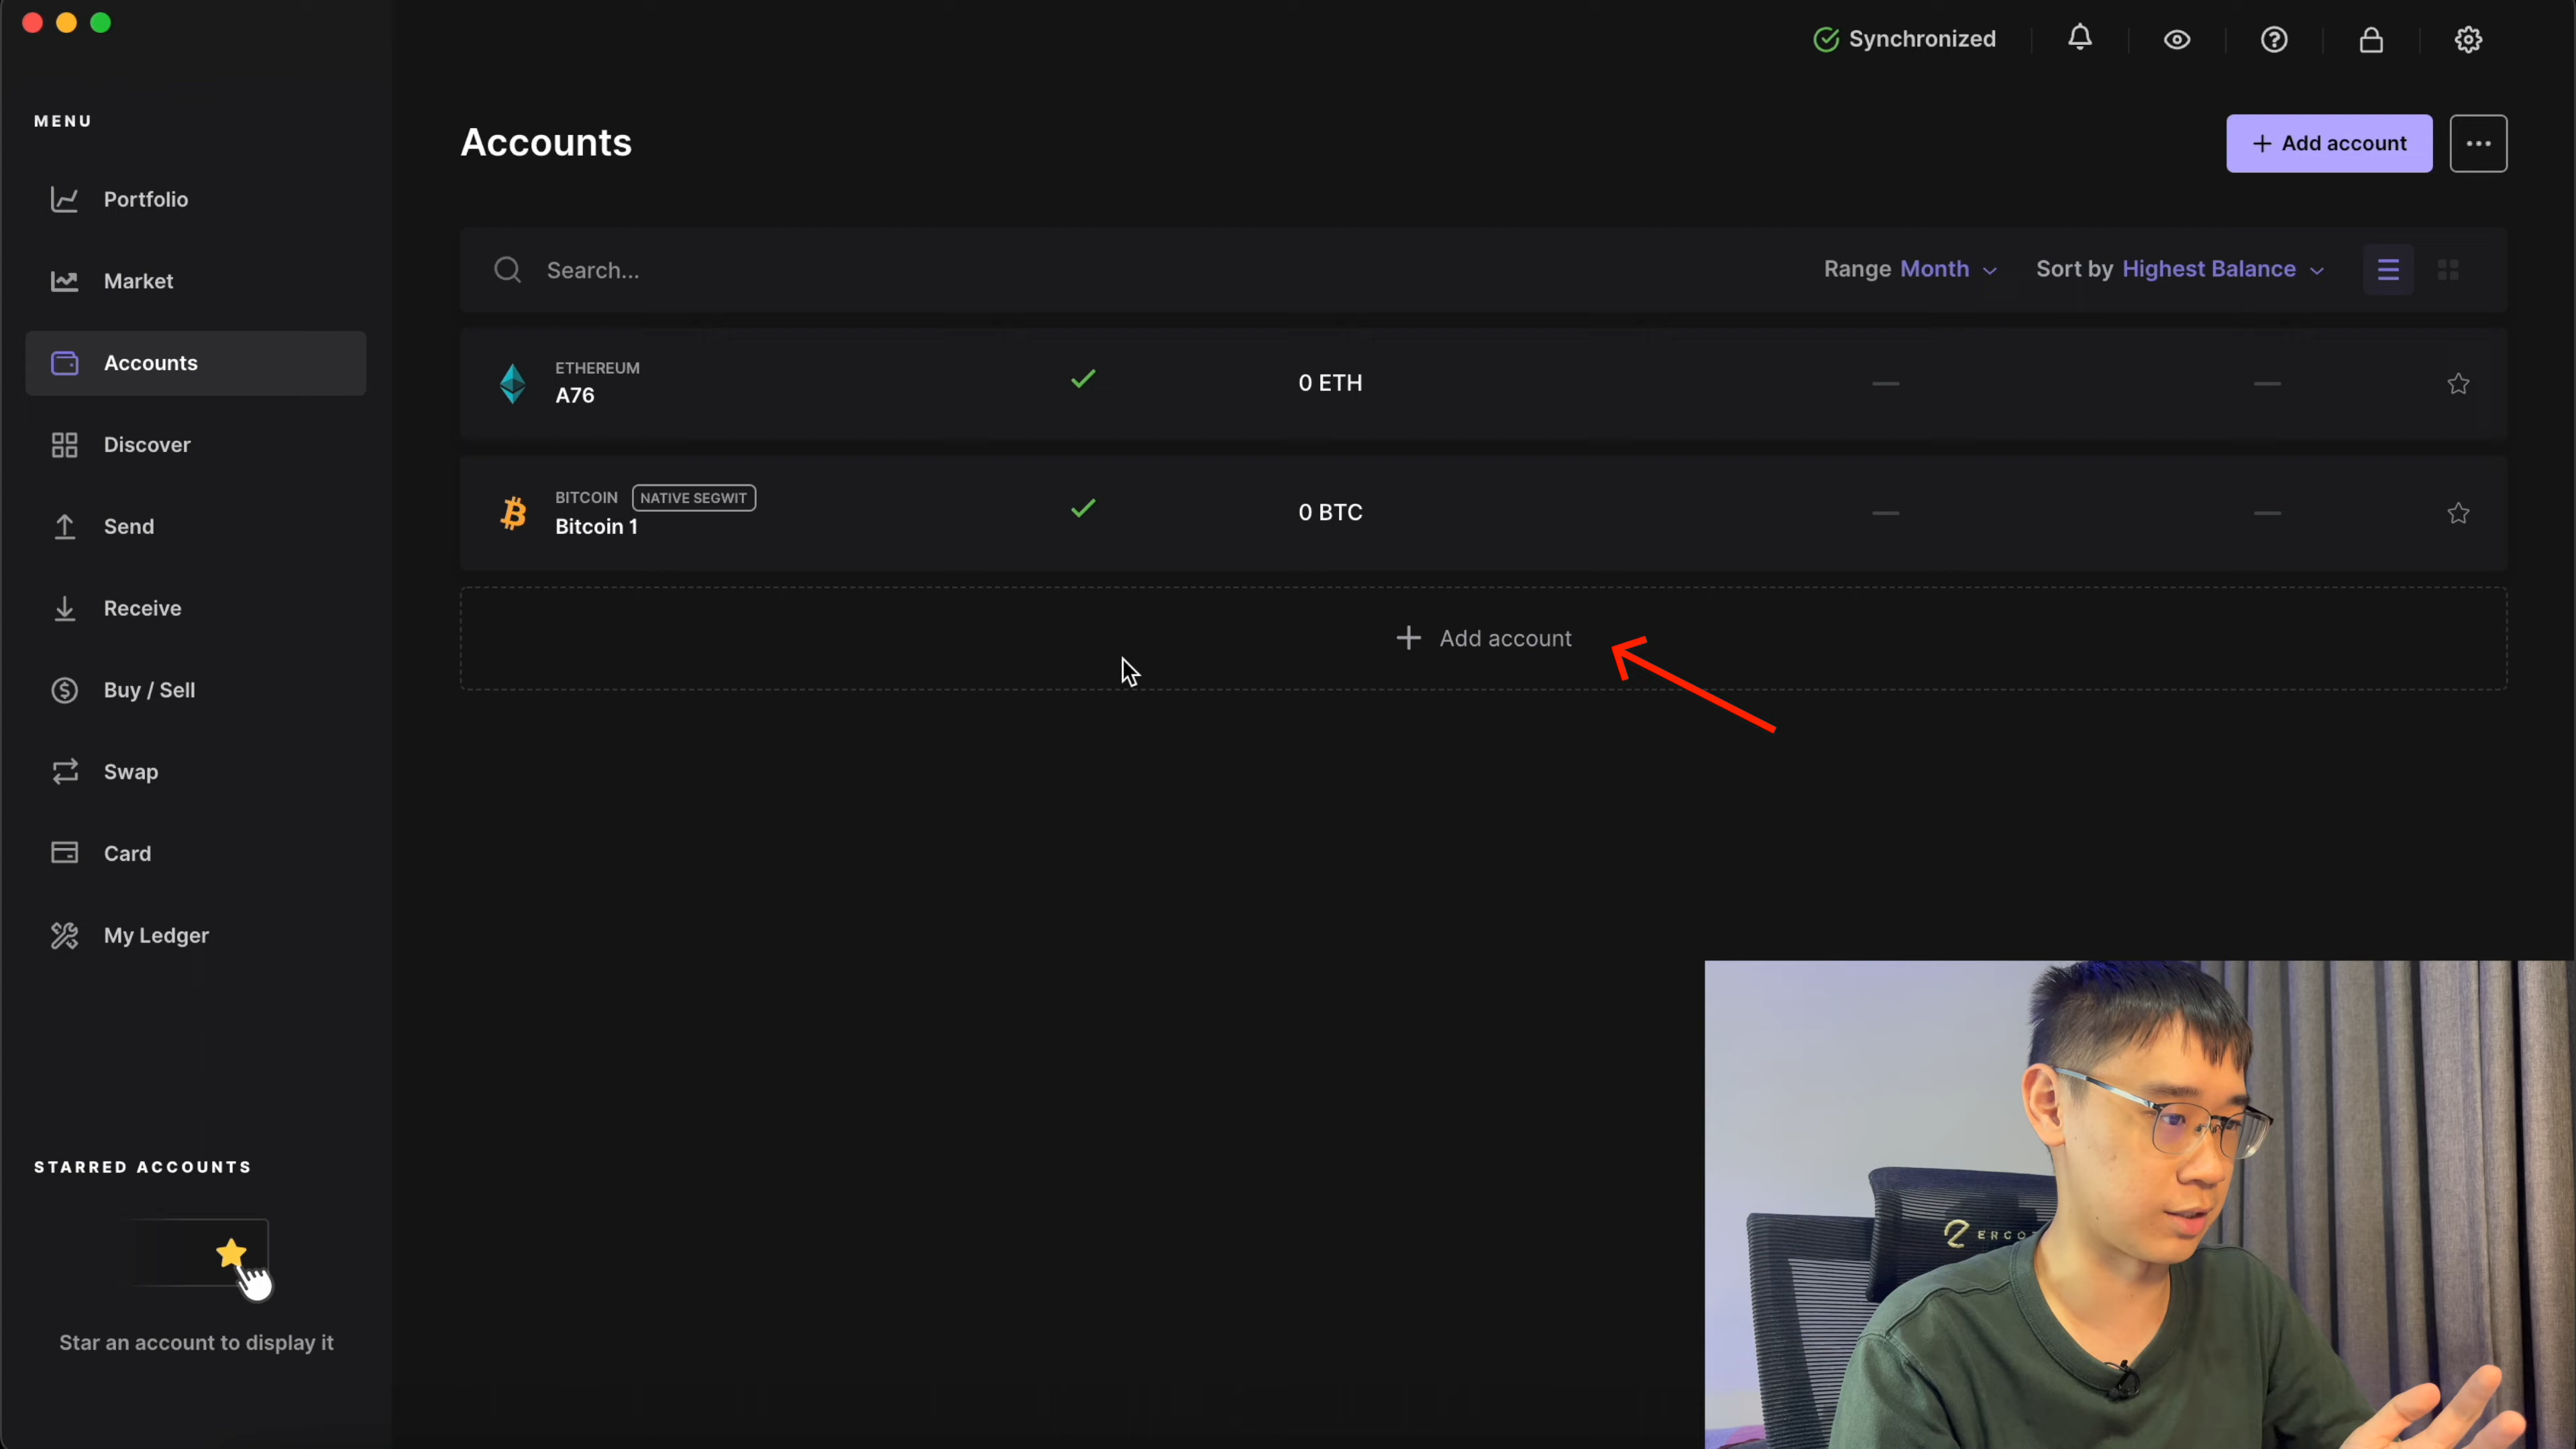 Synchronized
MENU
Portfolio
Market
Accounts
Discover
Send
Receive
Buy / Sell
Swap
Card
My Ledger
STARRED ACCOUNTS
Star an account to display it
Accounts
+ Add account
Search...
Range Month
Sort by Highest Balance
ETHEREUM
A76
0 ETH
BITCOIN NATIVE SEGWIT
Bitcoin 1
0 BTC
+ Add account